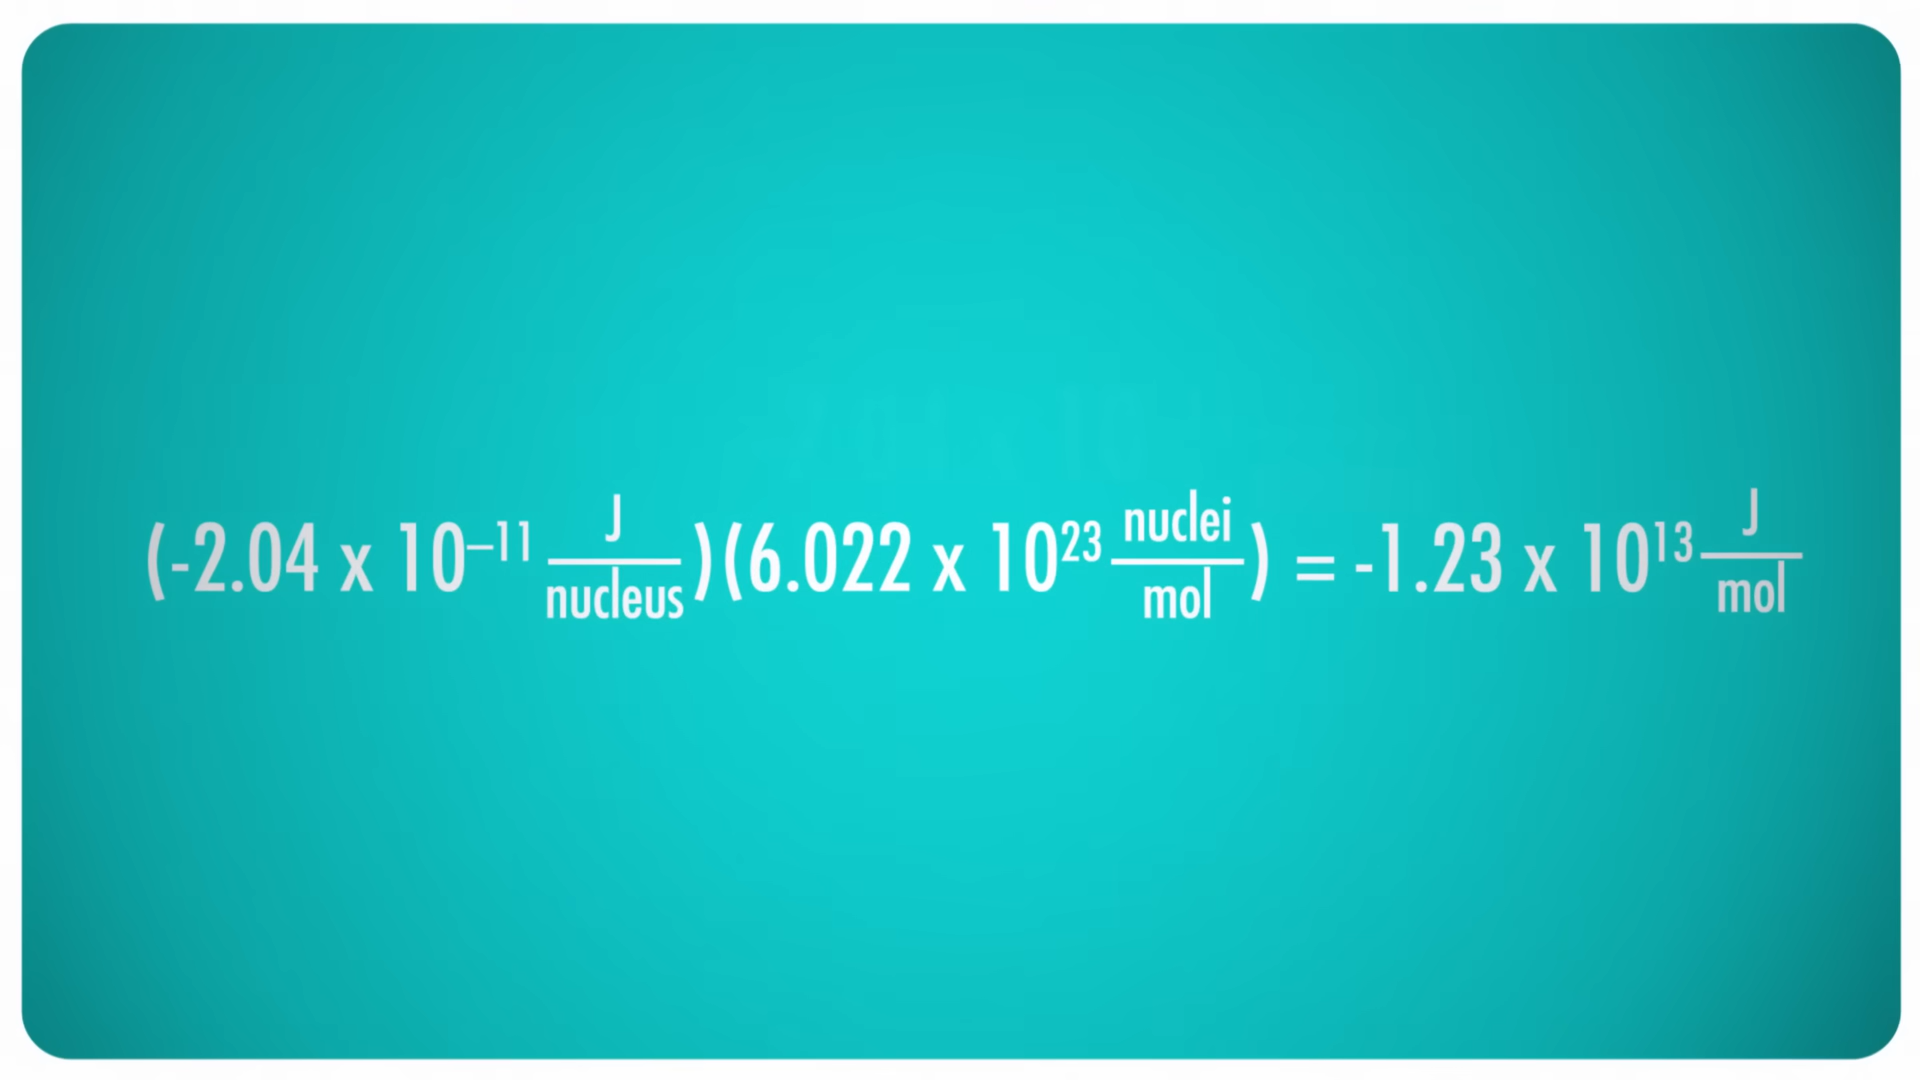 (-2.04 x 10⁻¹¹ J/nucleus)(6.022 x 10²³ nuclei/mol) = -1.23 x 10¹³ J/mol